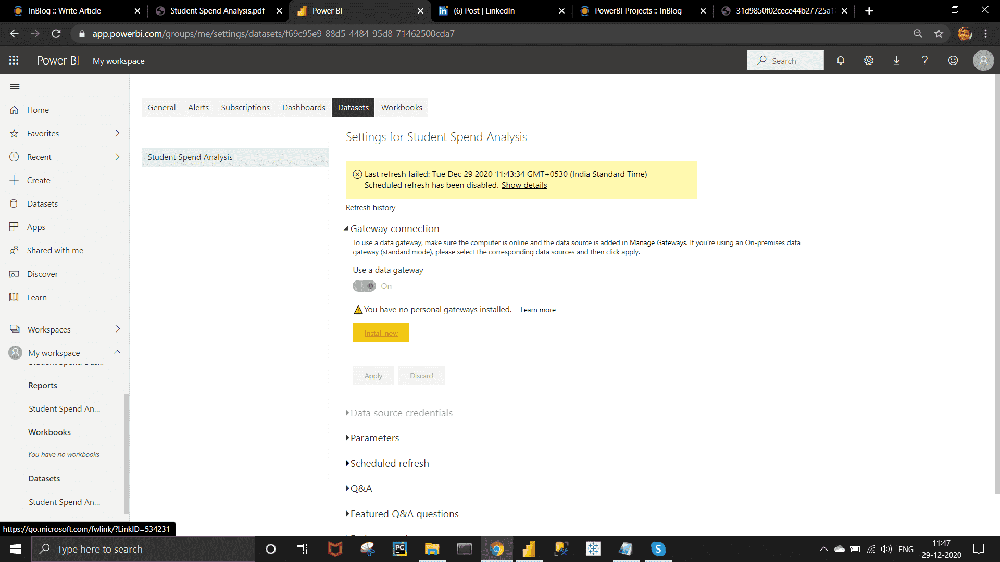 InBlog :: Write Article
Student Spend Analysis.pdf
Power BI
(6) Post | LinkedIn
PowerBI Projects :: InBlog
31d9850f02cece44b27725a1
app.powerbi.com/groups/me/settings/datasets/f69c95e9-88d5-4484-95d8-71462500cda7
Power BI My workspace
Search
Home
Favorites
Recent
Create
Datasets
Apps
Shared with me
Discover
Learn
Workspaces
My workspace
Reports
Student Spend An...
Workbooks
You have no workbooks
Datasets
Student Spend An...
General Alerts Subscriptions Dashboards Datasets Workbooks
Student Spend Analysis
Settings for Student Spend Analysis
Last refresh failed: Tue Dec 29 2020 11:43:34 GMT+0530 (India Standard Time)
Scheduled refresh has been disabled. Show details
Refresh history
Gateway connection
To use a data gateway, make sure the computer is online and the data source is added in Manage Gateways. If you're using an On-premises data
gateway (standard mode), please select the corresponding data sources and then click apply.
Use a data gateway
On
You have no personal gateways installed. Learn more
Install now
Apply Discard
Data source credentials
Parameters
Scheduled refresh
Q&A
Featured Q&A questions
https://go.microsoft.com/fwlink/?LinkID=534231
Type here to search
PC
S
ENG
11:47
29-12-2020